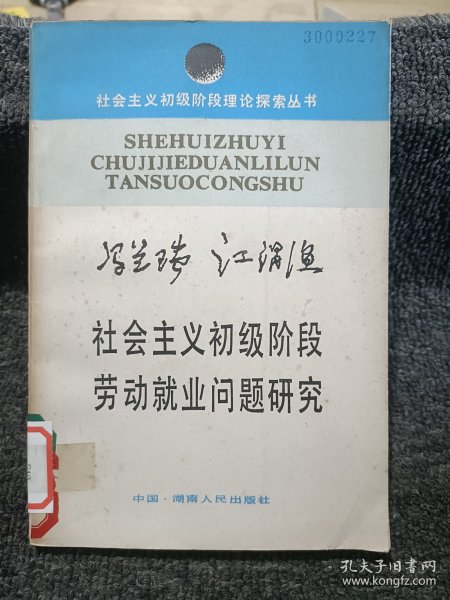 3000227
社会主义初级阶段理论探索丛书
SHEHUIZHUYI
CHUJIJIEDUANLILUN
TANSUOCONGSHU
冯兰瑞 江渭渔
社会主义初级阶段
劳动就业问题研究
中国·湖南人民出版社
孔夫子旧书网
www.kongfz.com